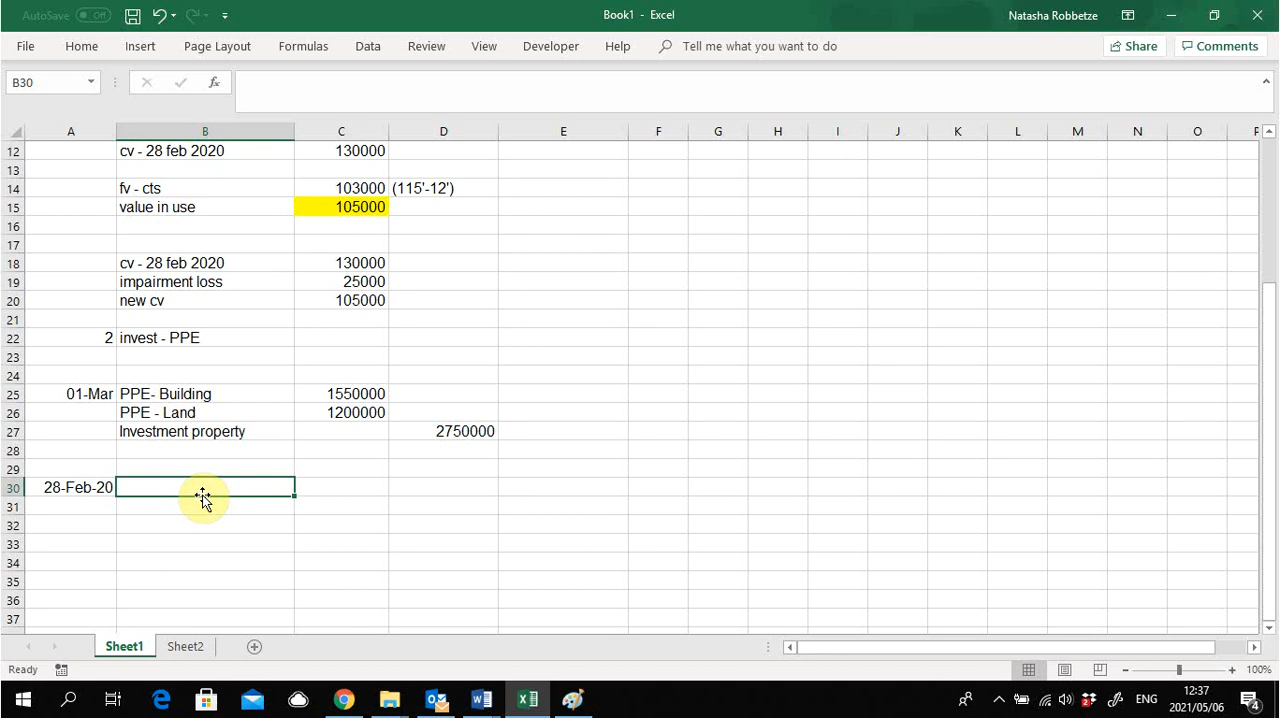 AutoSave Off Book1 - Excel Natasha Robbetze
File Home Insert Page Layout Formulas Data Review View Developer Help Tell me what you want to do Share Comments
B30 fx
A B C D E F G H I J K L M N O P
12 cv - 28 feb 2020 130000
13
14 fv - cts 103000 (115'-12')
15 value in use 105000
16
17
18 cv - 28 feb 2020 130000
19 impairment loss 25000
20 new cv 105000
21
22 2 invest - PPE
23
24
25 01-Mar PPE- Building 1550000
26 PPE - Land 1200000
27 Investment property 2750000
28
29
30 28-Feb-20
31
32
33
34
35
36
37
Sheet1 Sheet2
Ready 100%
ENG 12:37
2021/05/06 4